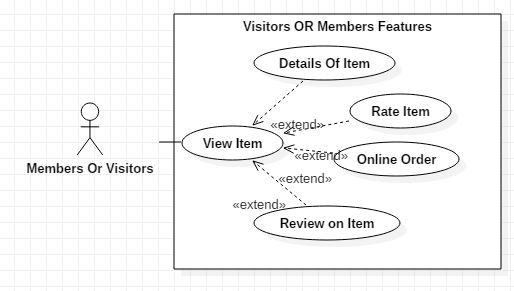 Visitors OR Members Features
Details Of Item
Rate Item
«extend»
View Item
Online Order
«extend»
Members Or Visitors
«extend»
«extend»
Review on Item